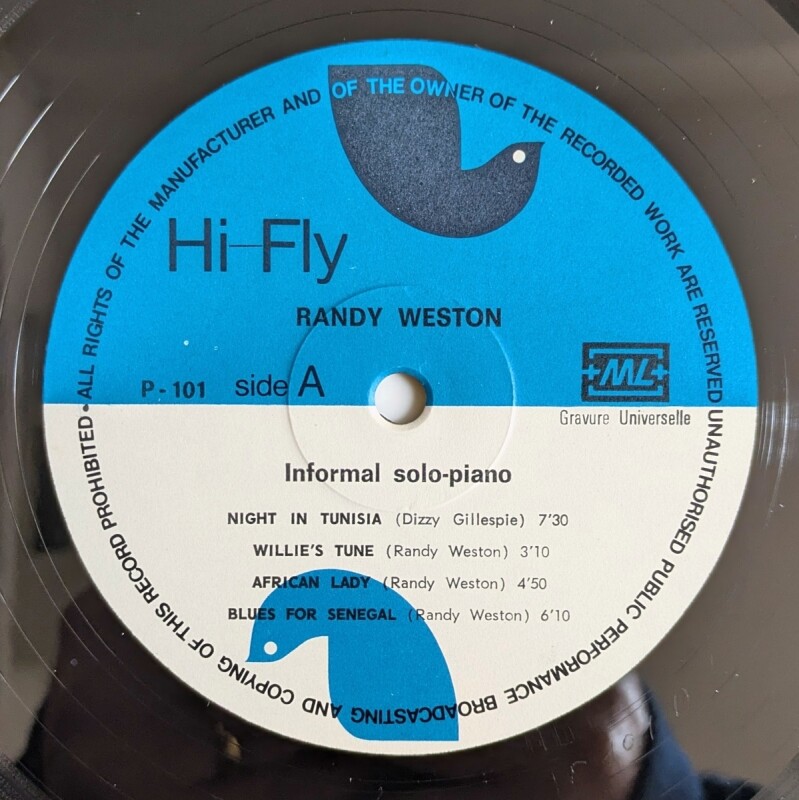 ALL RIGHTS OF THE MANUFACTURER AND OF THE OWNER OF THE RECORDED WORK ARE RESERVED UNAUTHORISED PUBLIC PERFORMANCE BROADCASTING AND COPYING OF THIS RECORD PROHIBITED •
Hi-Fly
RANDY WESTON
P-101 side A
ML
Gravure Universelle
Informal solo-piano
NIGHT IN TUNISIA (Dizzy Gillespie) 7'30
WILLIE'S TUNE (Randy Weston) 3'10
AFRICAN LADY (Randy Weston) 4'50
BLUES FOR SENEGAL (Randy Weston) 6'10